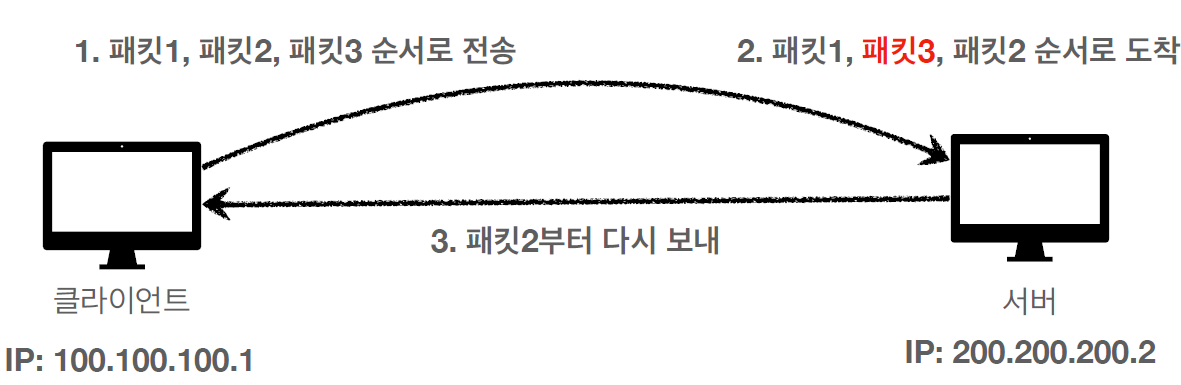 1. 패킷1, 패킷2, 패킷3 순서로 전송
2. 패킷1, 패킷3, 패킷2 순서로 도착
3. 패킷2부터 다시 보내
클라이언트
서버
IP: 100.100.100.1
IP: 200.200.200.2